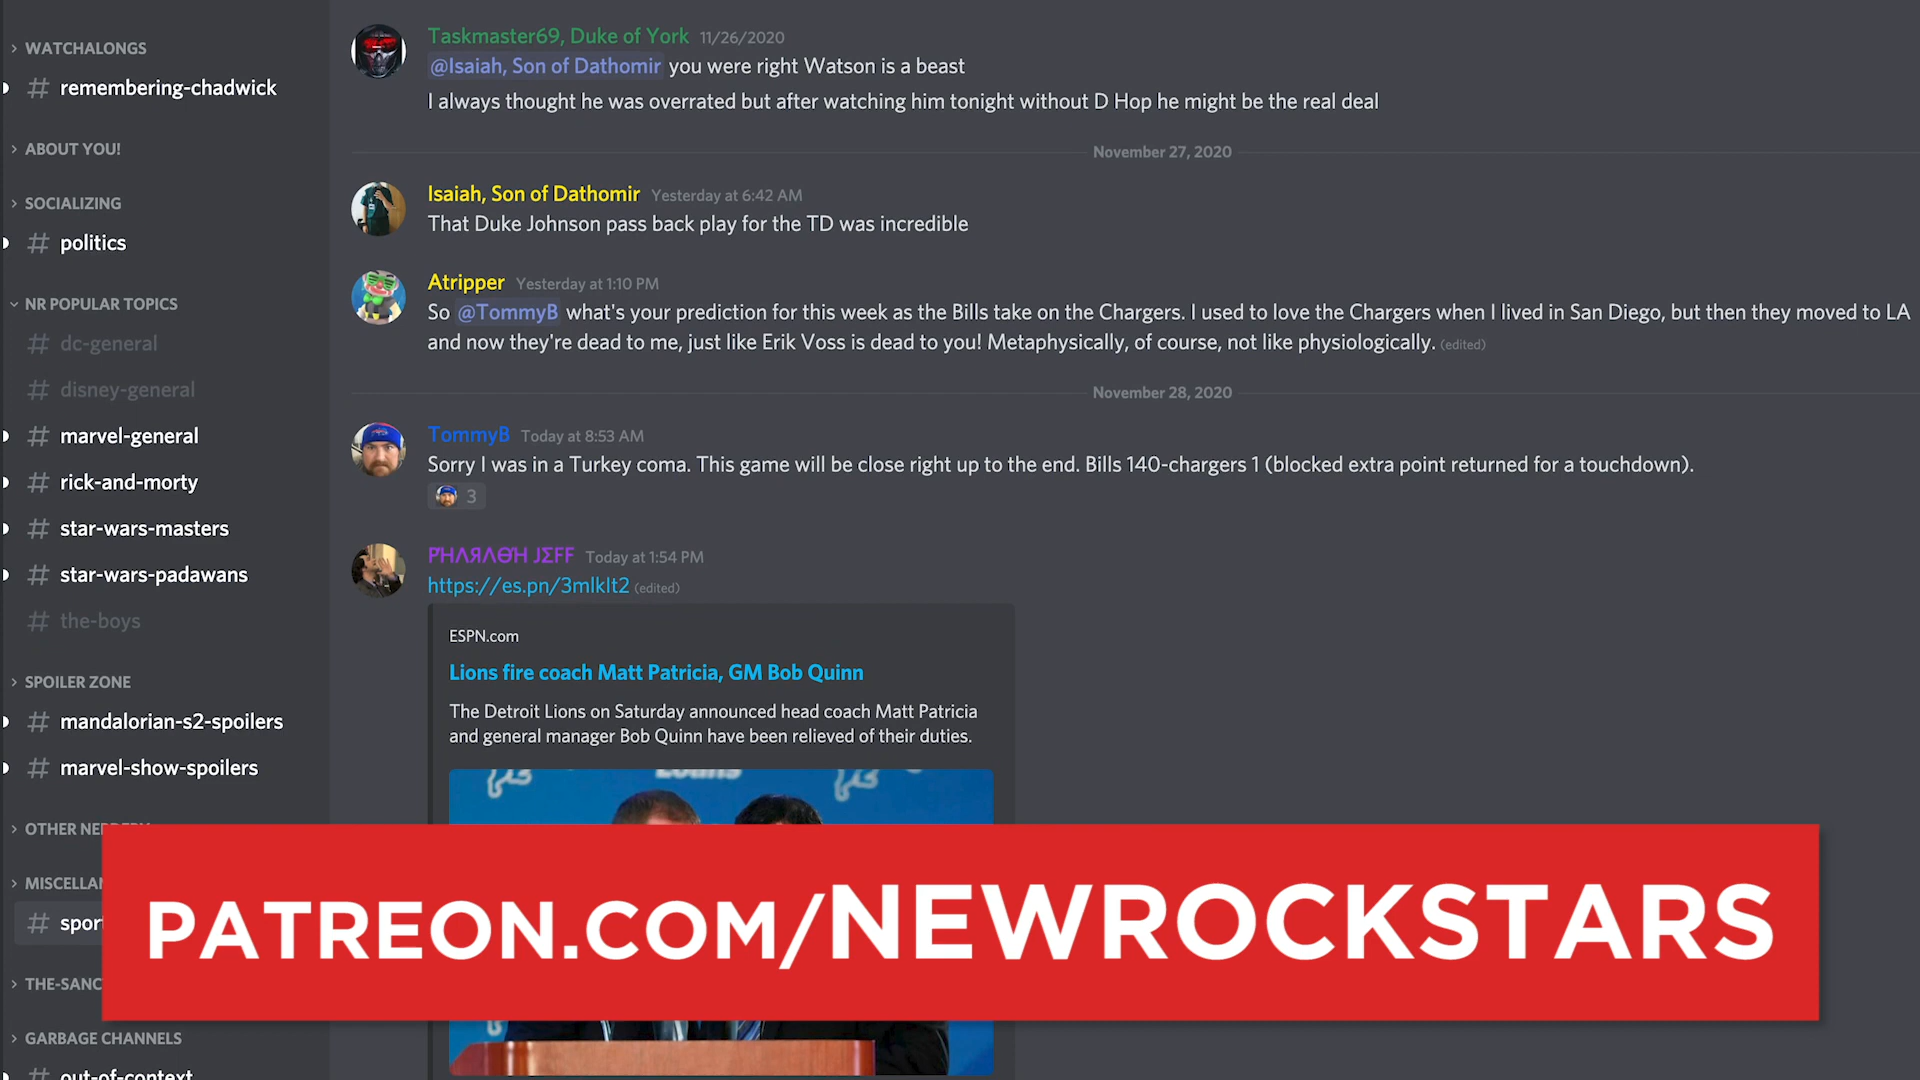 WATCHALONGS
# remembering-chadwick
ABOUT YOU!
SOCIALIZING
# politics
NR POPULAR TOPICS
# dc-general
# disney-general
# marvel-general
# rick-and-morty
# star-wars-masters
# star-wars-padawans
# the-boys
SPOILER ZONE
# mandalorian-s2-spoilers
# marvel-show-spoilers
OTHER
MISCELLAN
# sport
THE-SANC
GARBAGE CHANNELS
# out-of-context
Taskmaster69, Duke of York 11/26/2020
@Isaiah, Son of Dathomir you were right Watson is a beast
I always thought he was overrated but after watching him tonight without D Hop he might be the real deal
November 27, 2020
Isaiah, Son of Dathomir Yesterday at 6:42 AM
That Duke Johnson pass back play for the TD was incredible
Atripper Yesterday at 1:10 PM
So @TommyB what's your prediction for this week as the Bills take on the Chargers. I used to love the Chargers when I lived in San Diego, but then they moved to LA
and now they're dead to me, just like Erik Voss is dead to you! Metaphysically, of course, not like physiologically. (edited)
November 28, 2020
TommyB Today at 8:53 AM
Sorry I was in a Turkey coma. This game will be close right up to the end. Bills 140-chargers 1 (blocked extra point returned for a touchdown).
3
Today at 1:54 PM
https://es.pn/3mlklt2 (edited)
ESPN.com
Lions fire coach Matt Patricia, GM Bob Quinn
The Detroit Lions on Saturday announced head coach Matt Patricia
and general manager Bob Quinn have been relieved of their duties.
PATREON.COM/NEWROCKSTARS